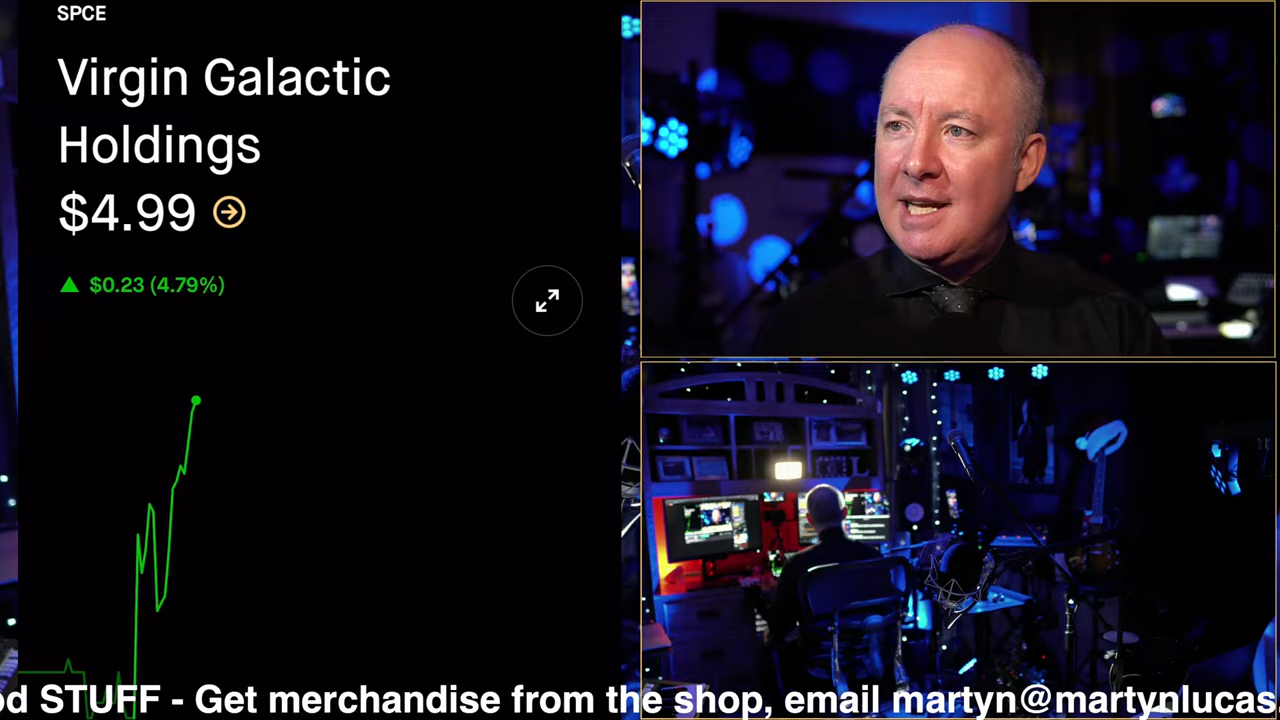 SPCE
Virgin Galactic
Holdings
$4.99
$0.23 (4.79%)
od STUFF - Get merchandise from the shop, email martyn@martynlucas.